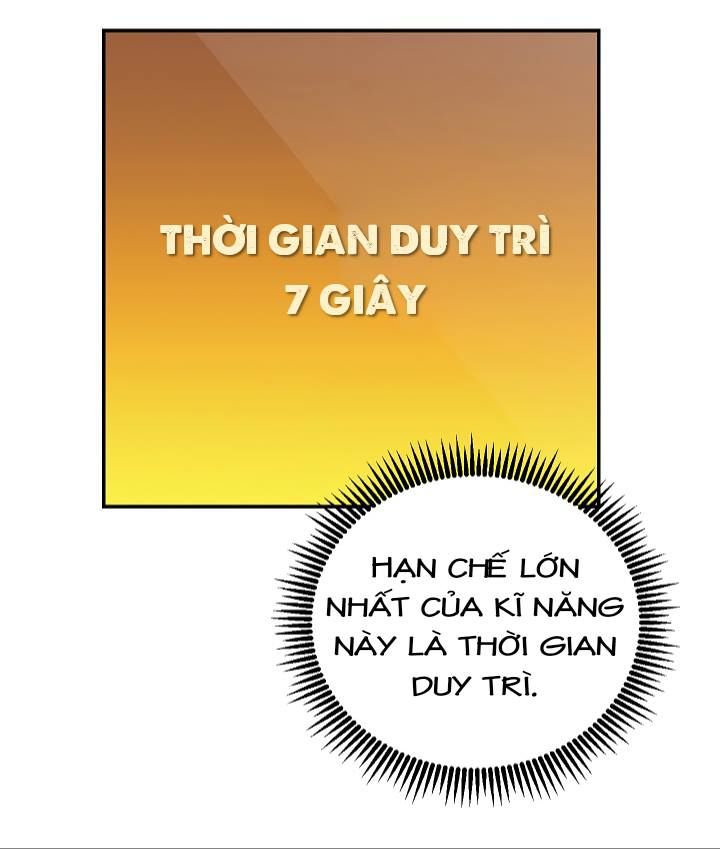 THỜI GIAN DUY TRÌ
7 GIÂY
HẠN CHẾ LỚN
NHẤT CỦA KĨ NĂNG
NÀY LÀ THỜI GIAN
DUY TRÌ.